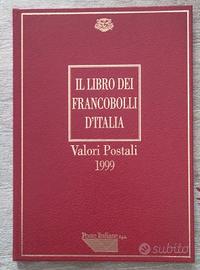 IL LIBRO DEI
FRANCOBOLLI
D'ITALIA
Valori Postali
1999
Poste Italiane S.p.A.
subito